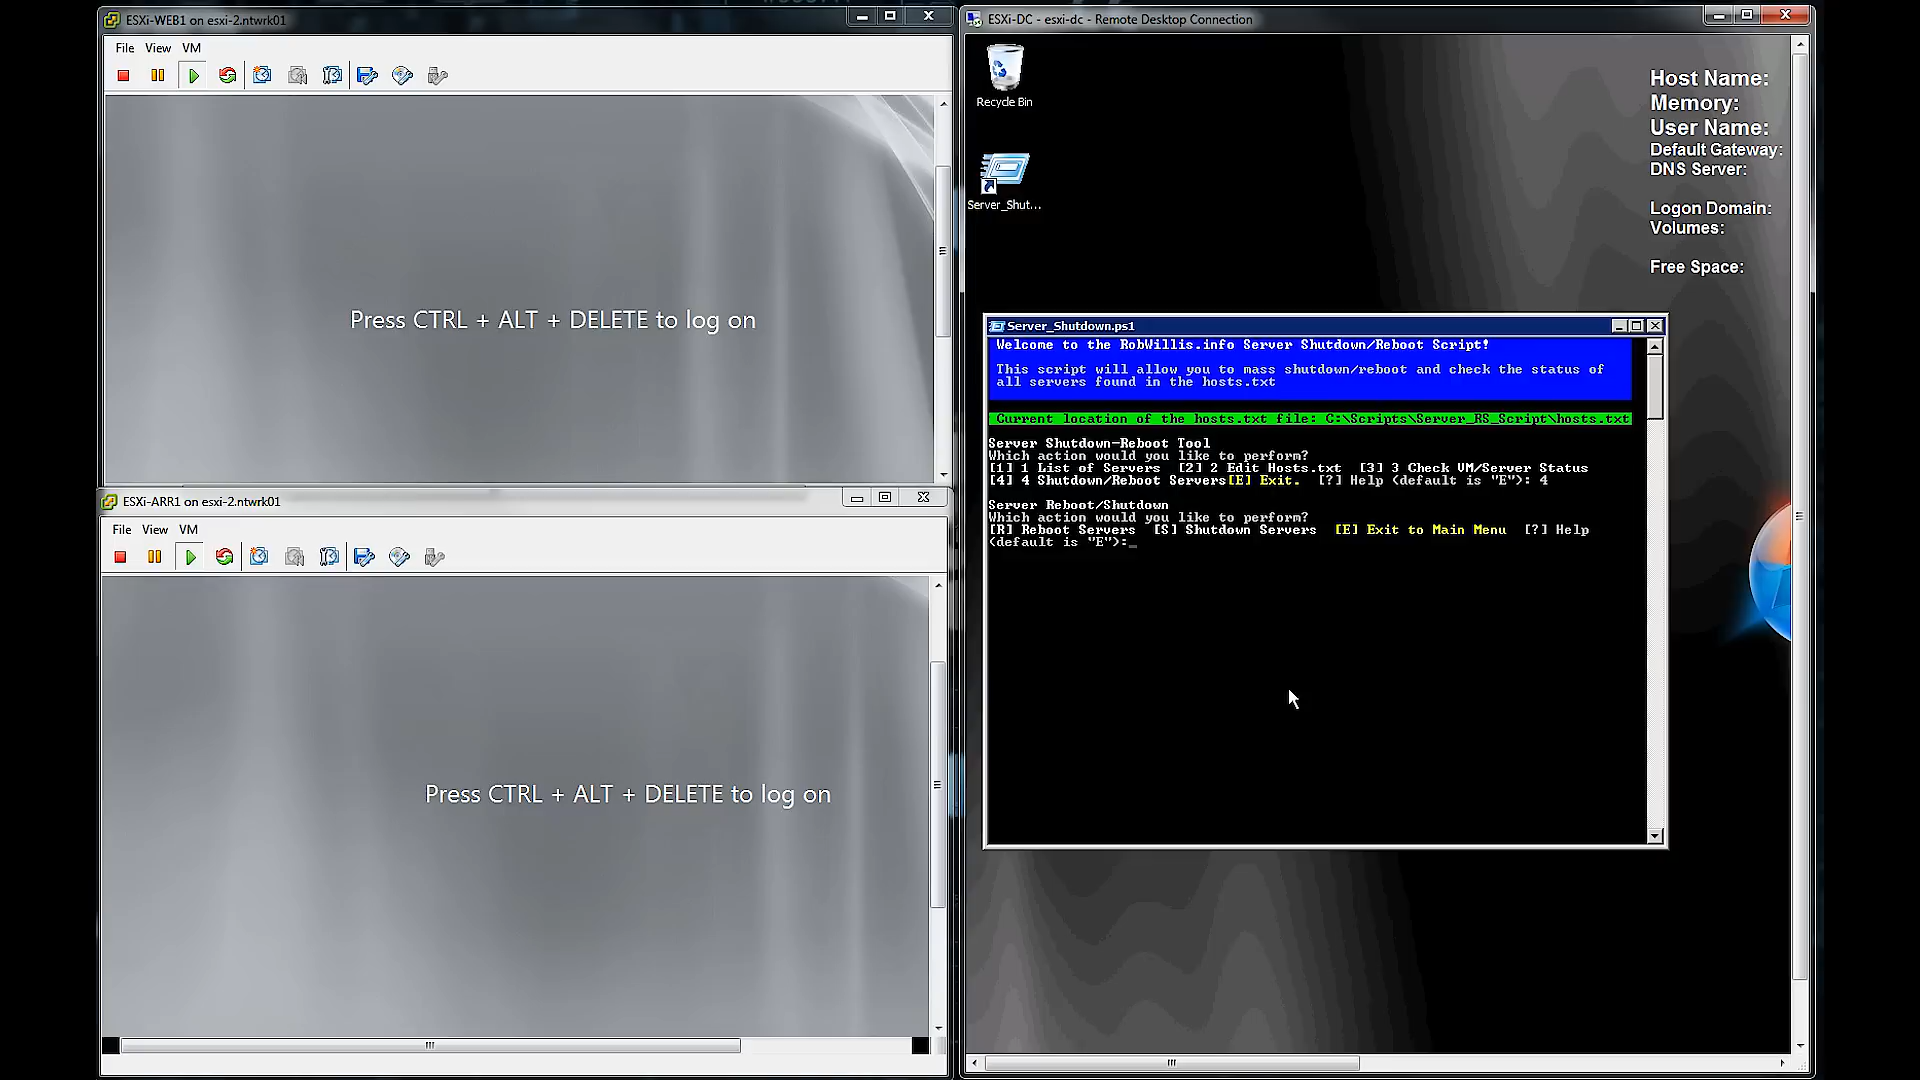 ESXi-WEB1 on esxi-2.ntwrk01
File View VM
Press CTRL + ALT + DELETE to log on
ESXi-ARR1 on esxi-2.ntwrk01
File View VM
Press CTRL + ALT + DELETE to log on
ESXi-DC - esxi-dc - Remote Desktop Connection
Recycle Bin
Server_Shut...
Host Name:
Memory:
User Name:
Default Gateway:
DNS Server:
Logon Domain:
Volumes:
Free Space:
Server_Shutdown.ps1
Welcome to the RobWillis.info Server Shutdown/Reboot Script!
This script will allow you to mass shutdown/reboot and check the status of
all servers found in the hosts.txt
Current location of the hosts.txt file: C:\Scripts\Server_RS_Script\hosts.txt
Server Shutdown-Reboot Tool
Which action would you like to perform?
[1] 1 List of Servers [2] 2 Edit Hosts.txt [3] 3 Check VM/Server Status
[4] 4 Shutdown/Reboot Servers[E] Exit. [?] Help (default is "E"): 4
Server Reboot/Shutdown
Which action would you like to perform?
[R] Reboot Servers [S] Shutdown Servers [E] Exit to Main Menu [?] Help
(default is "E"):_